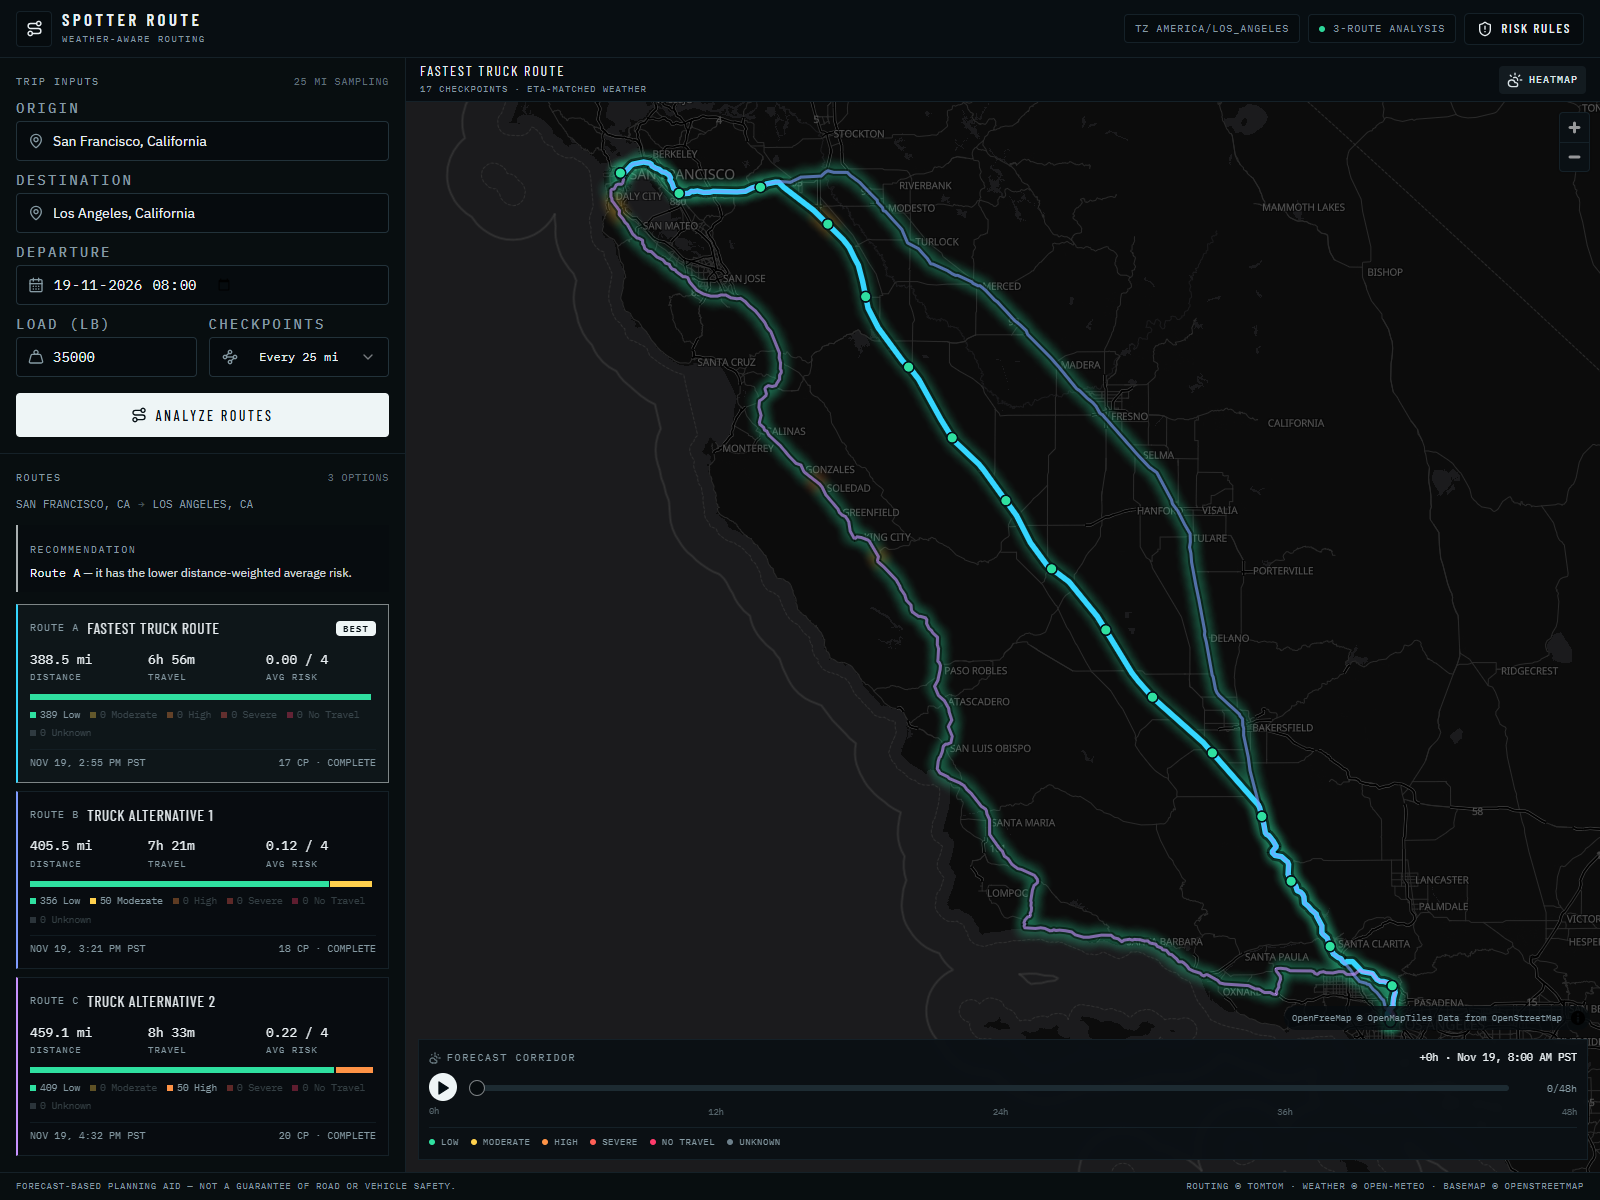 SPOTTER ROUTE
WEATHER-AWARE ROUTING
TZ AMERICA/LOS_ANGELES
3-ROUTE ANALYSIS
RISK RULES
TRIP INPUTS
25 MI SAMPLING
ORIGIN
San Francisco, California
DESTINATION
Los Angeles, California
DEPARTURE
19-11-2026 08:00
LOAD (LB)
CHECKPOINTS
35000
Every 25 mi
ANALYZE ROUTES
ROUTES
3 OPTIONS
SAN FRANCISCO, CA → LOS ANGELES, CA
RECOMMENDATION
Route A — it has the lower distance-weighted average risk.
ROUTE A FASTEST TRUCK ROUTE
BEST
388.5 mi 6h 56m 0.00 / 4
DISTANCE TRAVEL AVG RISK
389 Low 0 Moderate 0 High 0 Severe 0 No Travel
0 Unknown
NOV 19, 2:55 PM PST 17 CP · COMPLETE
ROUTE B TRUCK ALTERNATIVE 1
405.5 mi 7h 21m 0.12 / 4
DISTANCE TRAVEL AVG RISK
356 Low 50 Moderate 0 High 0 Severe 0 No Travel
0 Unknown
NOV 19, 3:21 PM PST 18 CP · COMPLETE
ROUTE C TRUCK ALTERNATIVE 2
459.1 mi 8h 33m 0.22 / 4
DISTANCE TRAVEL AVG RISK
409 Low 0 Moderate 50 High 0 Severe 0 No Travel
0 Unknown
NOV 19, 4:32 PM PST 20 CP · COMPLETE
FASTEST TRUCK ROUTE
17 CHECKPOINTS · ETA-MATCHED WEATHER
HEATMAP
+
−
4
5
STOCKTON
BERKELEY
SAN FRANCISCO
RIVERBANK
DALY CITY
880
MODESTO
MAMMOTH LAKES
SAN MATEO
TURLOCK
BISHOP
SAN JOSE
MERCED
SANTA CRUZ
MADERA
FRESNO
CALIFORNIA
SALINAS
MONTEREY
SELMA
GONZALES
SOLEDAD
GREENFIELD
HANFORD
VISALIA
KING CITY
TULARE
PORTERVILLE
DELANO
PASO ROBLES
RIDGECREST
ATASCADERO
BAKERSFIELD
SAN LUIS OBISPO
58
SANTA MARIA
LOMPOC
LANCASTER
PALMDALE
VICTOR
BARBARA
SANTA CLARITA
HESPE
SANTA PAULA
OXNARD
PASADENA
15
OpenFreeMap © OpenMapTiles Data from OpenStreetMap
FORECAST CORRIDOR
+0h · Nov 19, 8:00 AM PST
0/48h
0h 12h 24h 36h 48h
LOW MODERATE HIGH SEVERE NO TRAVEL UNKNOWN
FORECAST-BASED PLANNING AID — NOT A GUARANTEE OF ROAD OR VEHICLE SAFETY.
ROUTING © TOMTOM · WEATHER © OPEN-METEO · BASEMAP © OPENSTREETMAP